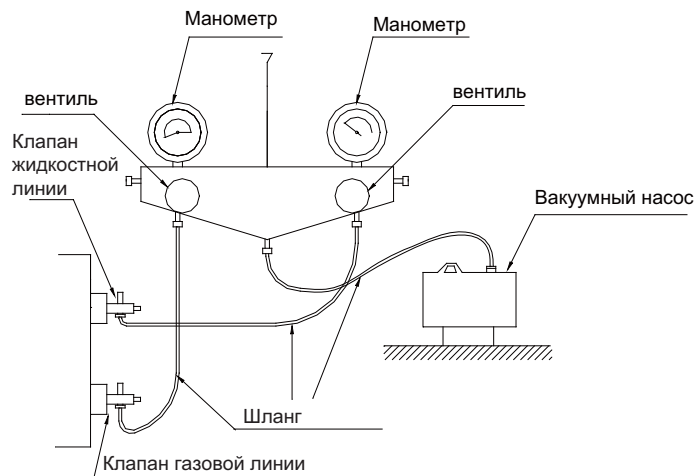 Манометр
Манометр
вентиль
вентиль
Клапан
жидкостной
линии
Вакуумный насос
Шланг
Клапан газовой линии